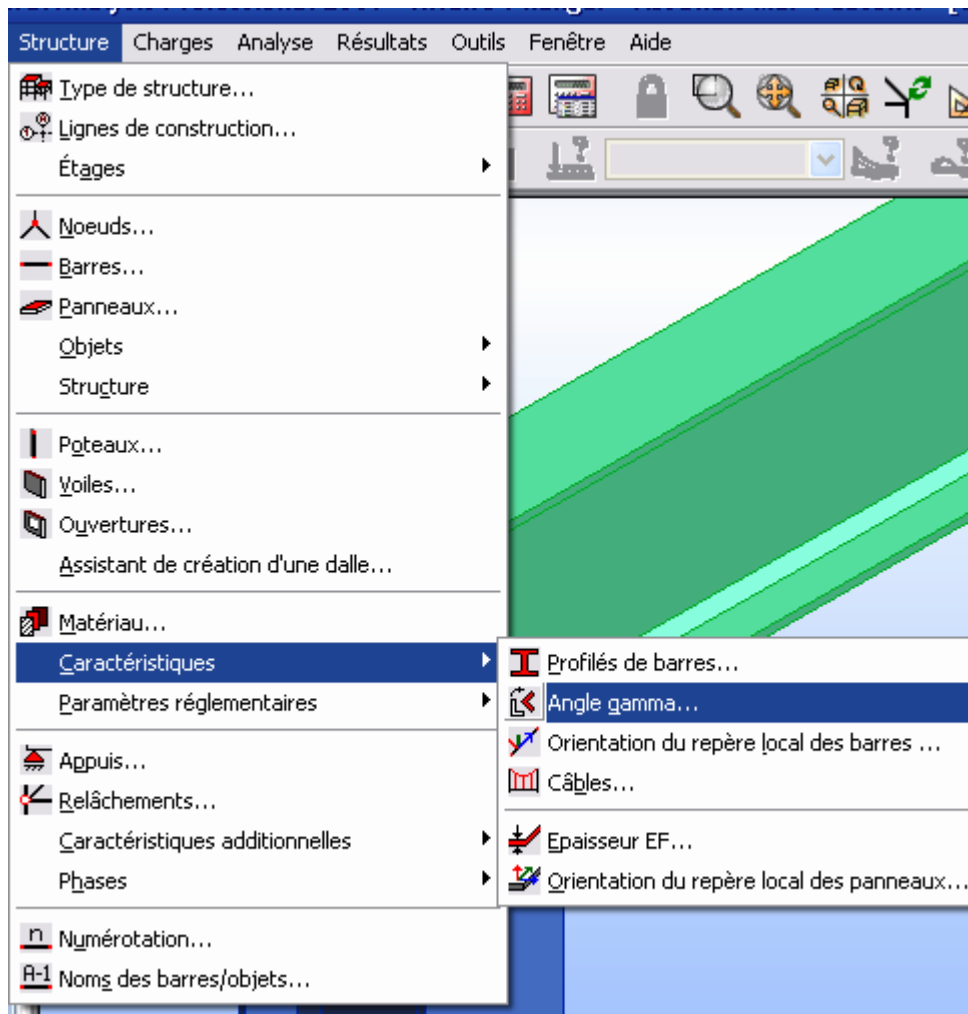 Structure Charges Analyse Résultats Outils Fenêtre Aide
Type de structure...
Lignes de construction...
Étages
Noeuds...
Barres...
Panneaux...
Objets
Structure
Poteaux...
Voiles...
Ouvertures...
Assistant de création d'une dalle...
Matériau...
Caractéristiques
Profilés de barres...
Angle gamma...
Paramètres réglementaires
Orientation du repère local des barres ...
Câbles...
Appuis...
Relâchements...
Caractéristiques additionnelles
Epaisseur EF...
Phases
Orientation du repère local des panneaux...
n Numérotation...
A-1 Noms des barres/objets...